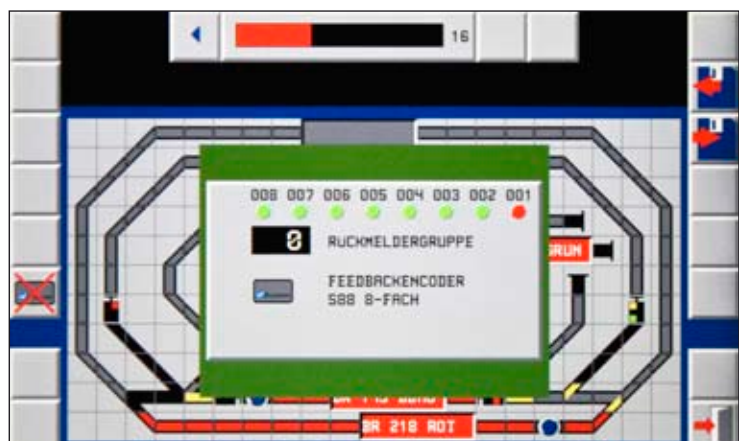 16
008 007 006 005 004 003 002 001
0 RUCKMELDERGRUPPE
FEEDBACKENCODER
S88 8-FACH
GRUN
BR 218 ROT